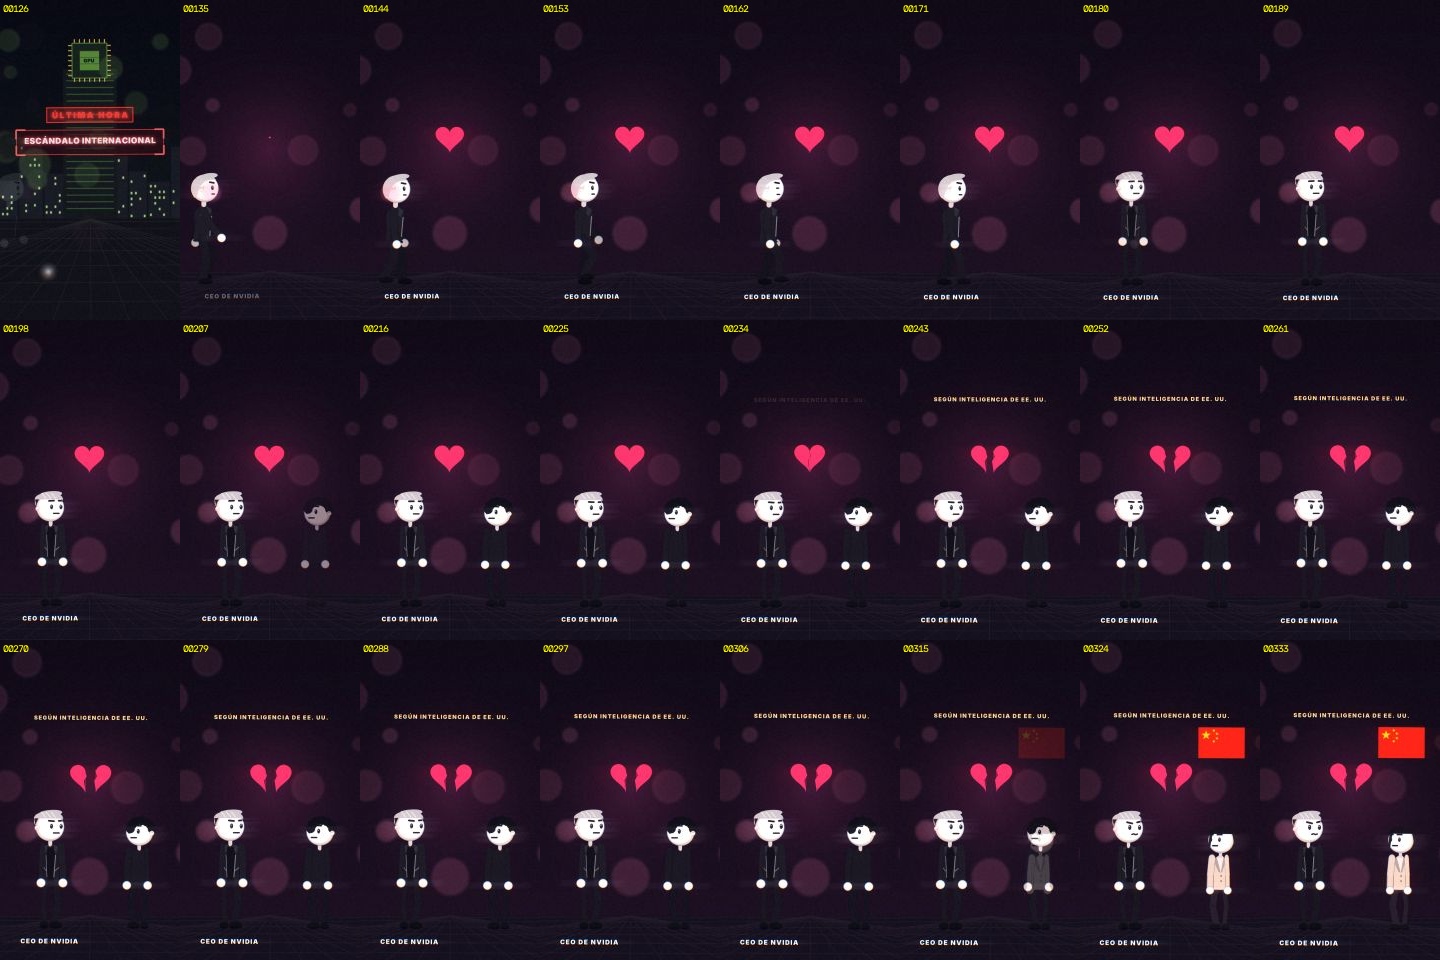 00126
00135
00144
00153
00162
00171
00180
00189
GPU
ÚLTIMA HORA
ESCÁNDALO INTERNACIONAL
CEO DE NVIDIA
CEO DE NVIDIA
CEO DE NVIDIA
CEO DE NVIDIA
CEO DE NVIDIA
CEO DE NVIDIA
CEO DE NVIDIA
00198
00207
00216
00225
00234
00243
00252
00261
SEGÚN INTELIGENCIA DE EE. UU.
SEGÚN INTELIGENCIA DE EE. UU.
SEGÚN INTELIGENCIA DE EE. UU.
SEGÚN INTELIGENCIA DE EE. UU.
CEO DE NVIDIA
CEO DE NVIDIA
CEO DE NVIDIA
CEO DE NVIDIA
CEO DE NVIDIA
CEO DE NVIDIA
CEO DE NVIDIA
CEO DE NVIDIA
00270
00279
00288
00297
00306
00315
00324
00333
SEGÚN INTELIGENCIA DE EE. UU.
SEGÚN INTELIGENCIA DE EE. UU.
SEGÚN INTELIGENCIA DE EE. UU.
SEGÚN INTELIGENCIA DE EE. UU.
SEGÚN INTELIGENCIA DE EE. UU.
SEGÚN INTELIGENCIA DE EE. UU.
SEGÚN INTELIGENCIA DE EE. UU.
SEGÚN INTELIGENCIA DE EE. UU.
CEO DE NVIDIA
CEO DE NVIDIA
CEO DE NVIDIA
CEO DE NVIDIA
CEO DE NVIDIA
CEO DE NVIDIA
CEO DE NVIDIA
CEO DE NVIDIA